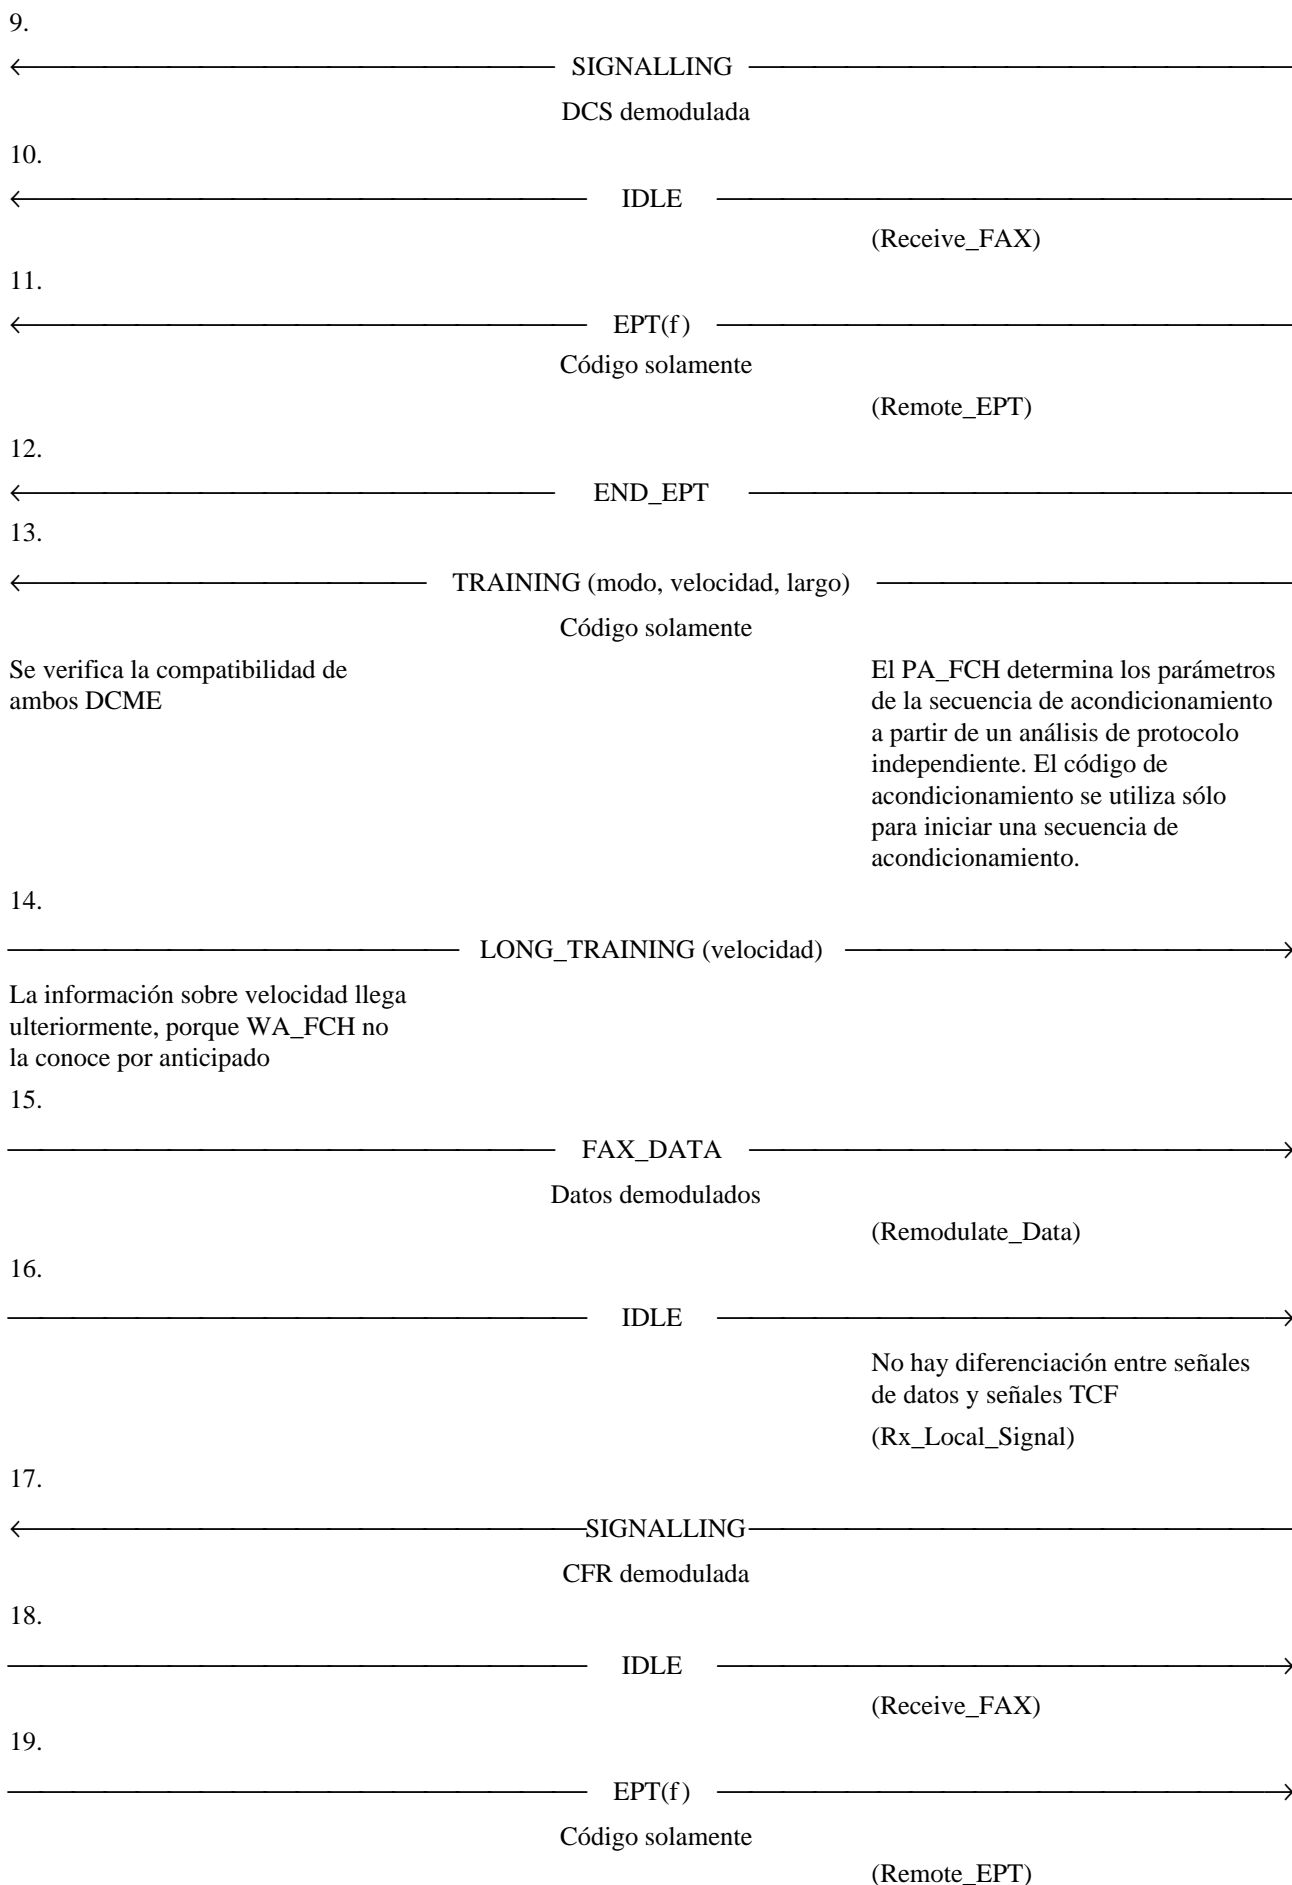 9.
SIGNALLING
DCS demodulada
10.
IDLE
(Receive_FAX)
11.
EPT(f)
Código solamente
(Remote_EPT)
12.
END_EPT
13.
TRAINING (modo, velocidad, largo)
Código solamente
Se verifica la compatibilidad de
ambos DCME
El PA_FCH determina los parámetros
de la secuencia de acondicionamiento
a partir de un análisis de protocolo
independiente. El código de
acondicionamiento se utiliza sólo
para iniciar una secuencia de
acondicionamiento.
14.
LONG_TRAINING (velocidad)
La información sobre velocidad llega
ulteriormente, porque WA_FCH no
la conoce por anticipado
15.
FAX_DATA
Datos demodulados
(Remodulate_Data)
16.
IDLE
No hay diferenciación entre señales
de datos y señales TCF
(Rx_Local_Signal)
17.
SIGNALLING
CFR demodulada
18.
IDLE
(Receive_FAX)
19.
EPT(f)
Código solamente
(Remote_EPT)